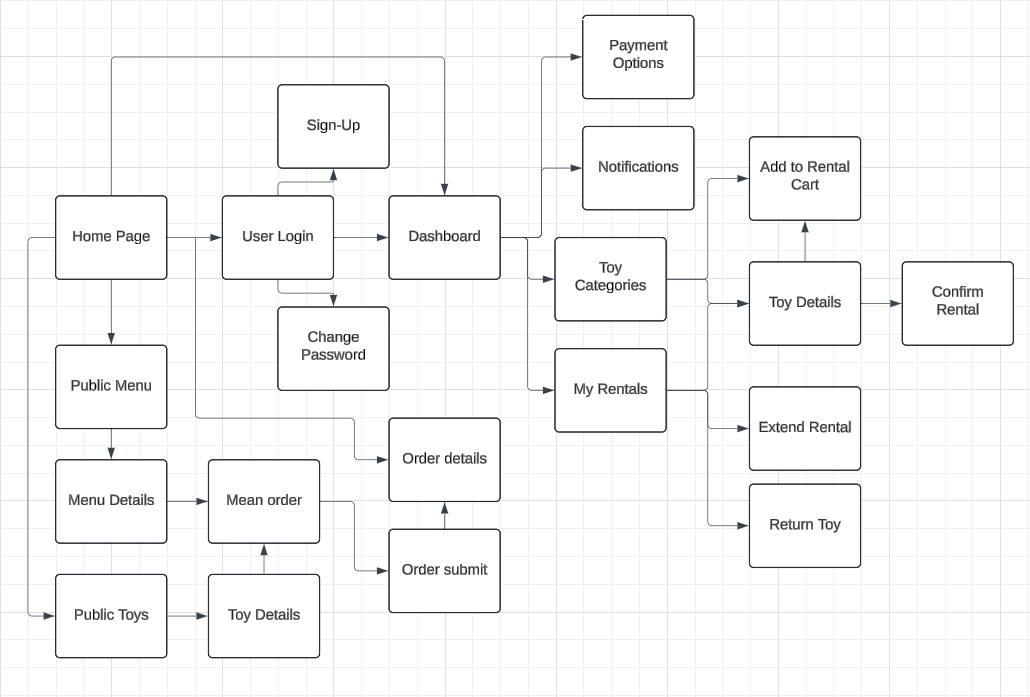 Payment
Options
Sign-Up
Notifications
Add to Rental
Cart
Home Page
User Login
Dashboard
Toy
Categories
Toy Details
Confirm
Rental
Change
Password
Public Menu
My Rentals
Extend Rental
Order details
Menu Details
Mean order
Return Toy
Order submit
Public Toys
Toy Details